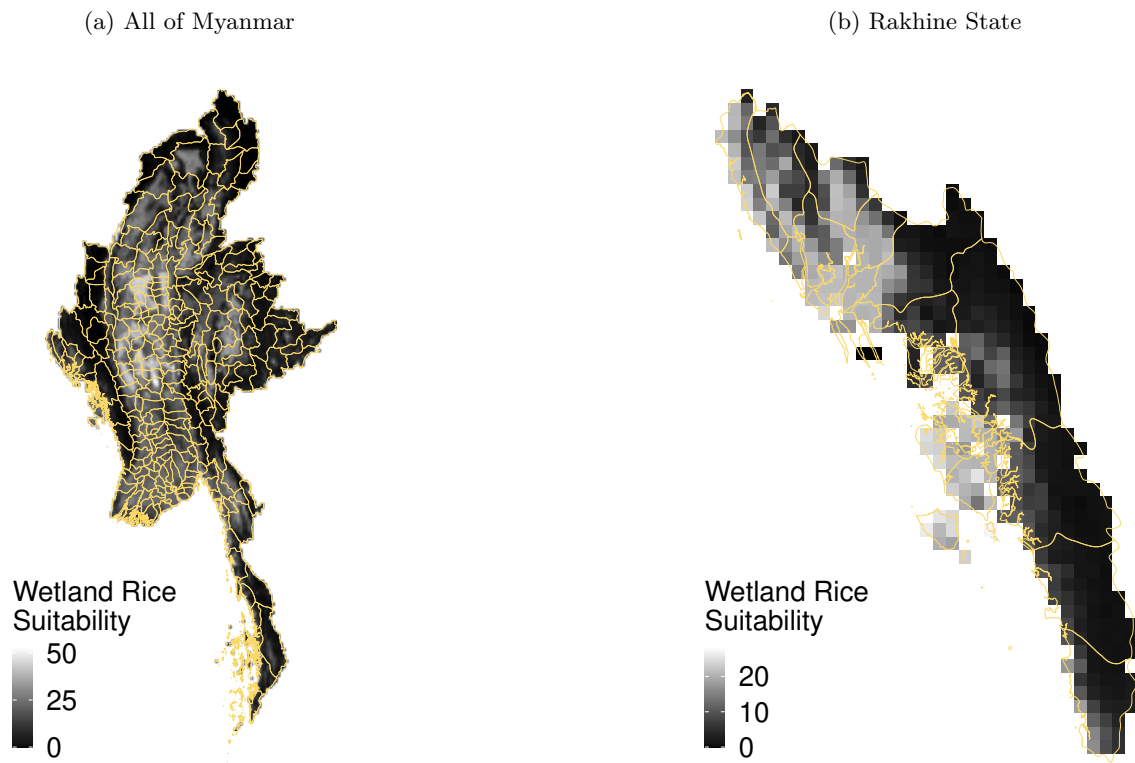 (a) All of Myanmar
Wetland Rice
Suitability
50
25
0
(b) Rakhine State
Wetland Rice
Suitability
20
10
0